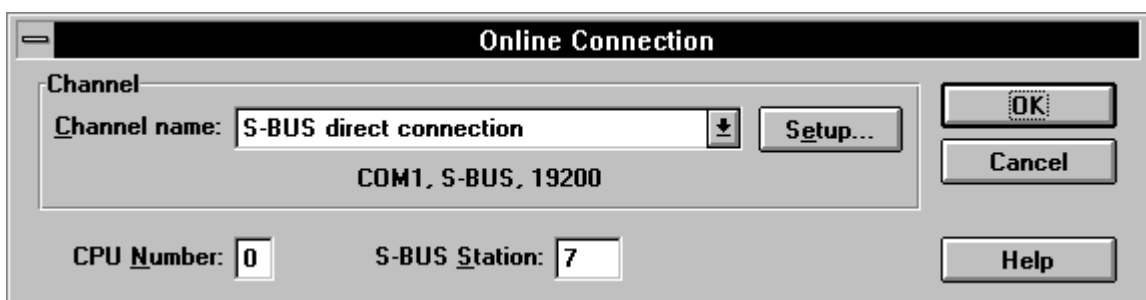 Online Connection
Channel
Channel name: S-BUS direct connection Setup... OK
COM1, S-BUS, 19200 Cancel
CPU Number: 0 S-BUS Station: 7 Help